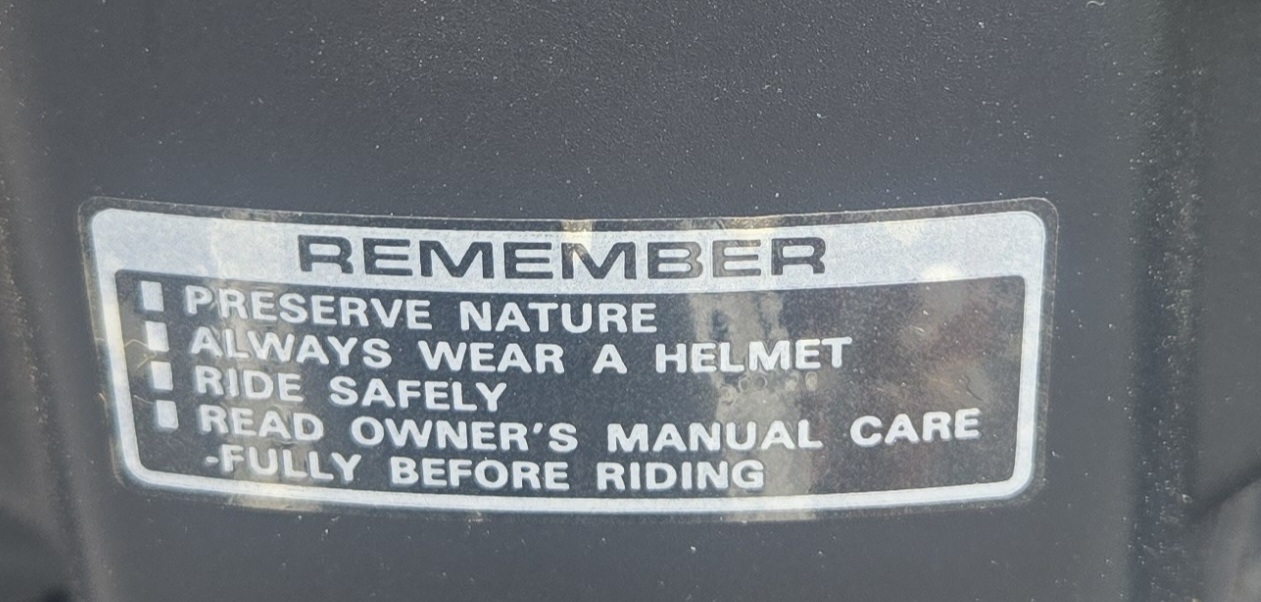 REMEMBER
PRESERVE NATURE
ALWAYS WEAR A HELMET
RIDE SAFELY
READ OWNER'S MANUAL CARE
-FULLY BEFORE RIDING